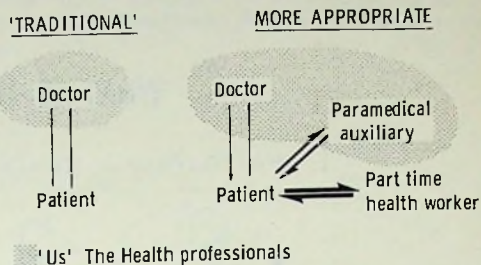 'TRADITIONAL'
MORE APPROPRIATE
Doctor
Patient
Doctor
Paramedical
auxiliary
Patient
Part time
health worker
'Us' The Health professionals